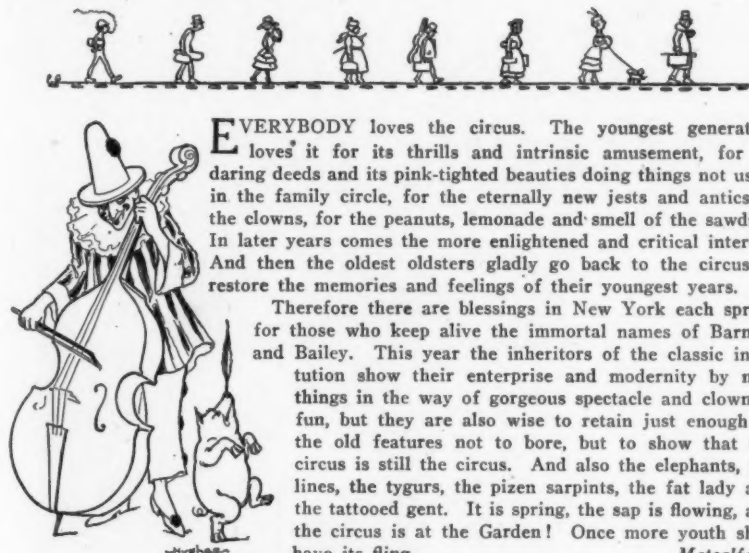 EVERYBODY loves the circus. The youngest generat
loves it for its thrills and intrinsic amusement, for
daring deeds and its pink-tighted beauties doing things not us
in the family circle, for the eternally new jests and antics
the clowns, for the peanuts, lemonade and smell of the sawd
In later years comes the more enlightened and critical inter
And then the oldest oldsters gladly go back to the circus
restore the memories and feelings of their youngest years.
Therefore there are blessings in New York each spr
for those who keep alive the immortal names of Barn
and Bailey. This year the inheritors of the classic in
tution show their enterprise and modernity by n
things in the way of gorgeous spectacle and clown
fun, but they are also wise to retain just enough
the old features not to bore, but to show that
circus is still the circus. And also the elephants,
lines, the tygurs, the pizen sarpints, the fat lady a
the tattooed gent. It is spring, the sap is flowing, a
the circus is at the Garden! Once more youth sh
have its fling.